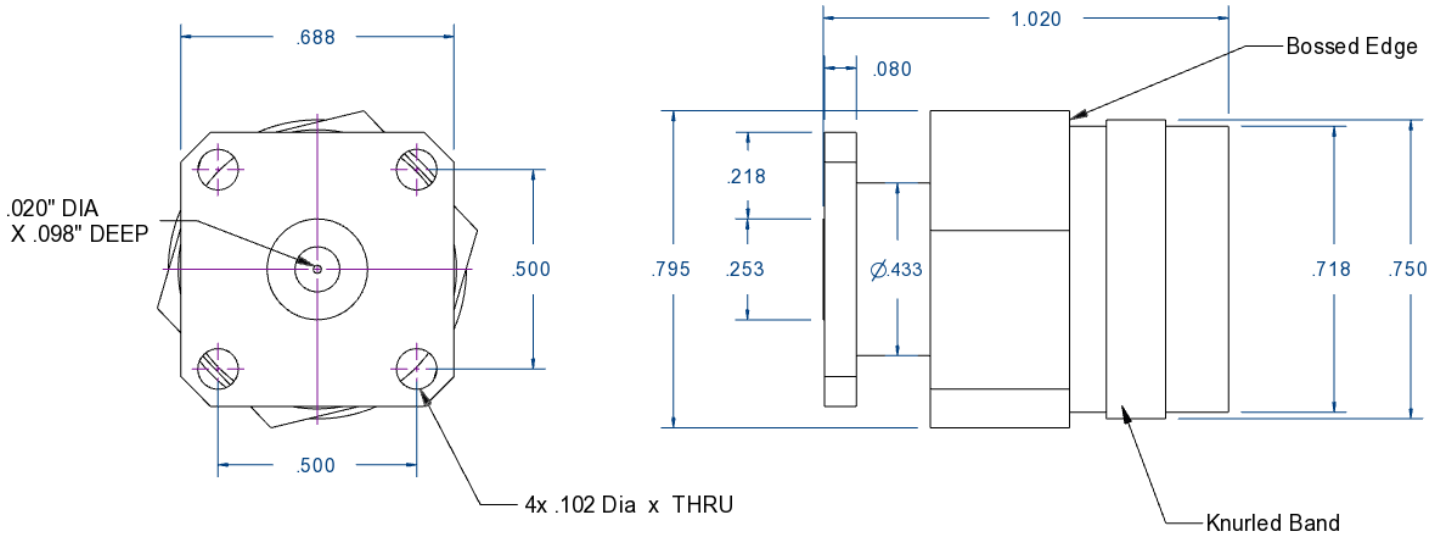 .688
1.020
Bossed Edge
.080
.218
.020" DIA
X .098" DEEP
.500
.795
.253
Ø.433
.718
.750
.500
4x .102 Dia x THRU
Knurled Band